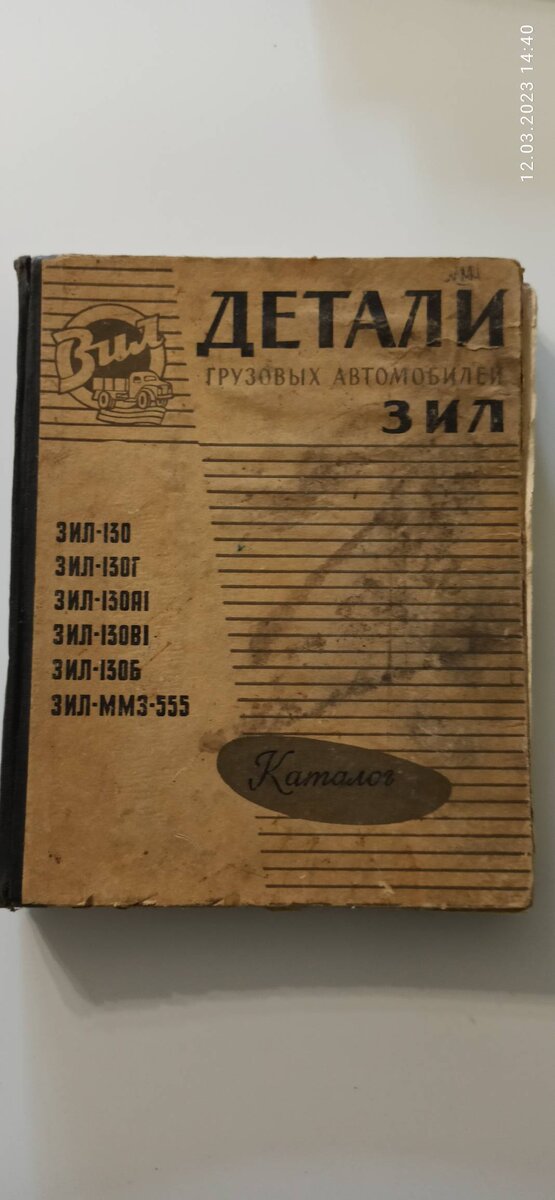 12.03.2023 14:40
ЗИЛ
ДЕТАЛИ
ГРУЗОВЫХ АВТОМОБИЛЕЙ
ЗИЛ
ЗИЛ-130
ЗИЛ-130Г
ЗИЛ-130Я1
ЗИЛ-130В1
ЗИЛ-130Б
ЗИЛ-ММЗ-555
Каталог